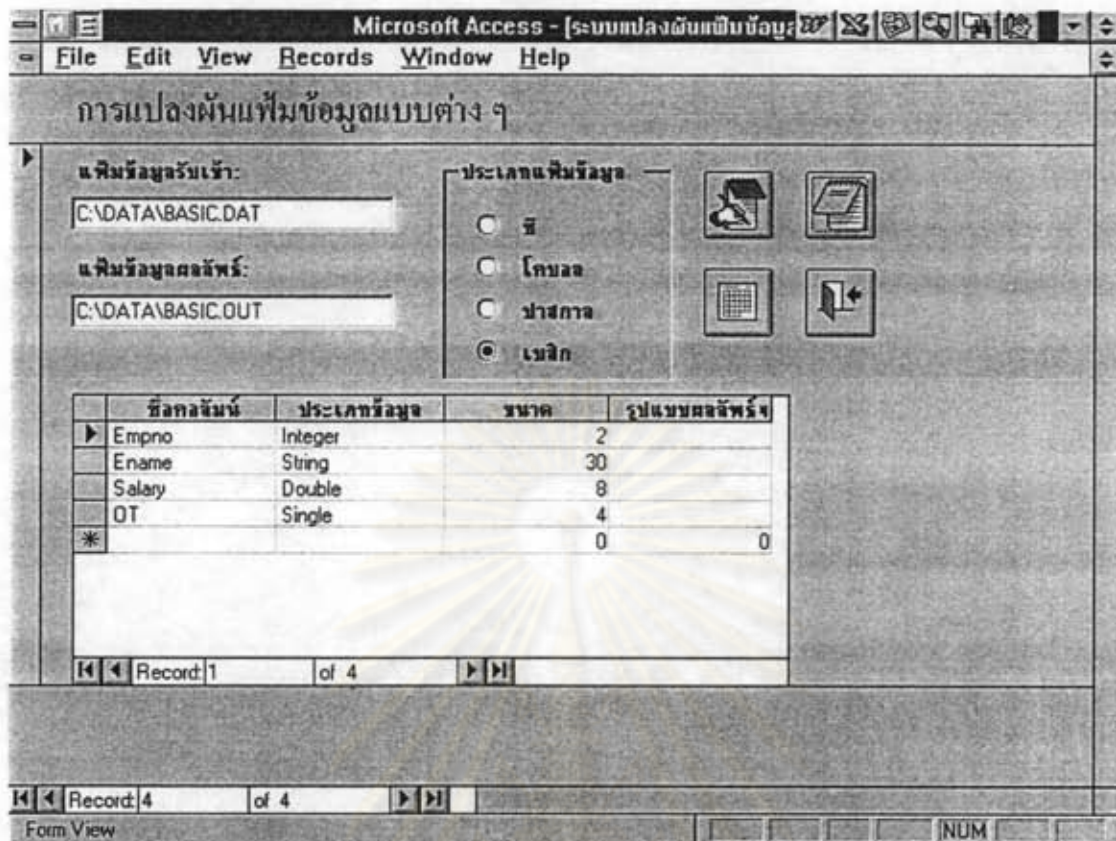 Microsoft Access - [ระบบแปลงผันแฟ้มข้อมูล
File Edit View Records Window Help
การแปลงผันแฟ้มข้อมูลแบบต่าง ๆ
แฟ้มข้อมูลรับเข้า:
C:\DATA\BASIC.DAT
แฟ้มข้อมูลผลลัพธ์:
C:\DATA\BASIC.OUT
ประเภทแฟ้มข้อมูล
ซี
โคบอล
ปาสกาล
เบสิก
ชื่อคอลัมน์ ประเภทข้อมูล ขนาด รูปแบบผลลัพธ์ฯ
Empno Integer 2
Ename String 30
Salary Double 8
OT Single 4
0 0
Record: 1 of 4
Record: 4 of 4
Form View NUM